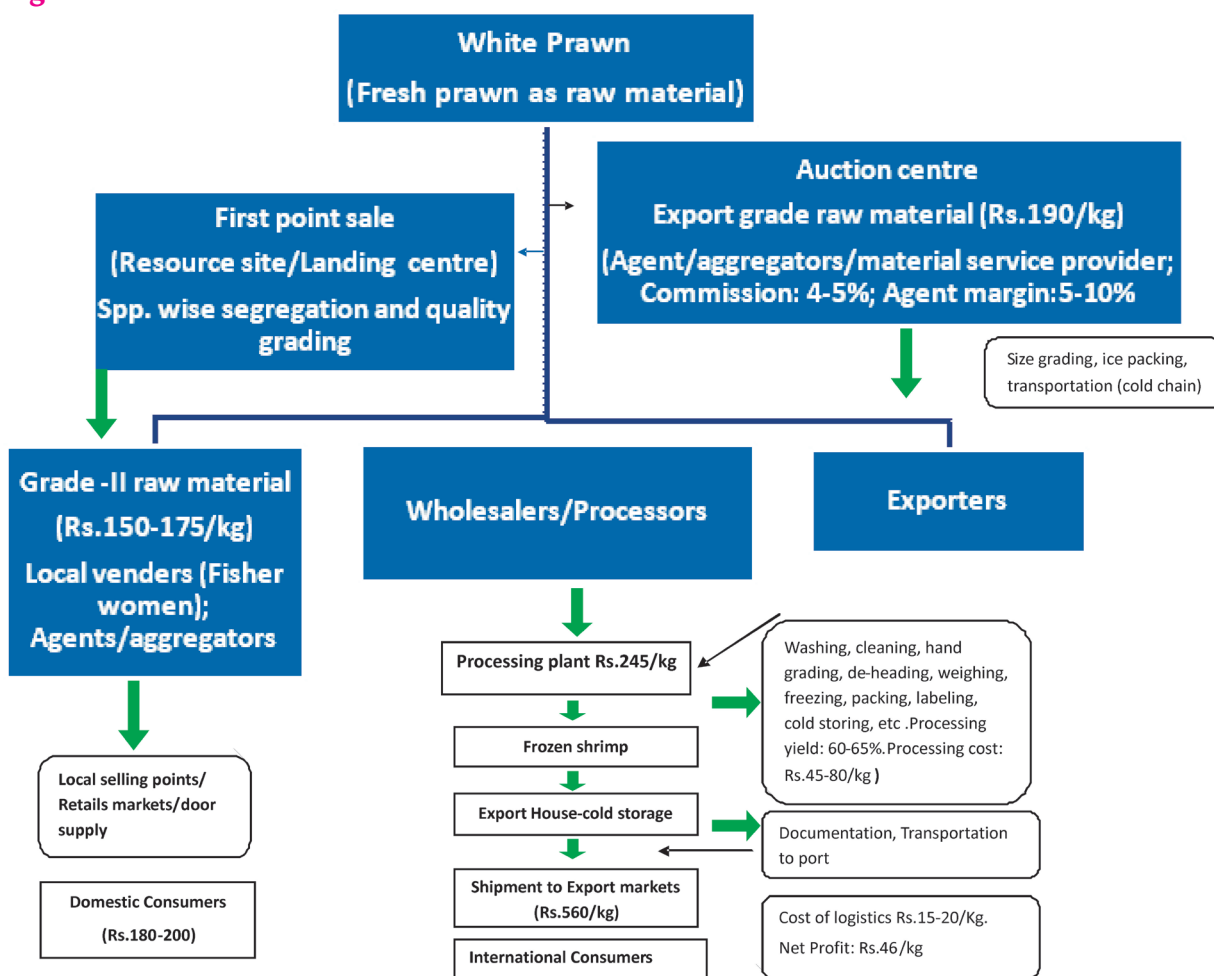 White Prawn
(Fresh prawn as raw material)
Auction centre
Export grade raw material (Rs.190/kg)
(Agent/aggregators/material service provider;
Commission: 4-5%; Agent margin:5-10%
First point sale
(Resource site/Landing centre)
Spp. wise segregation and quality
grading
Size grading, ice packing,
transportation (cold chain)
Grade -II raw material
(Rs.150-175/kg)
Local venders (Fisher
women);
Agents/aggregators
Wholesalers/Processors
Exporters
Processing plant Rs.245/kg
Washing, cleaning, hand
grading, de-heading, weighing,
freezing, packing, labeling,
cold storing, etc .Processing
yield: 60-65%.Processing cost:
Rs.45-80/kg )
Frozen shrimp
Local selling points/
Retails markets/door
supply
Export House-cold storage
Documentation, Transportation
to port
Shipment to Export markets
(Rs.560/kg)
Domestic Consumers
(Rs.180-200)
Cost of logistics Rs.15-20/Kg.
Net Profit: Rs.46/kg
International Consumers